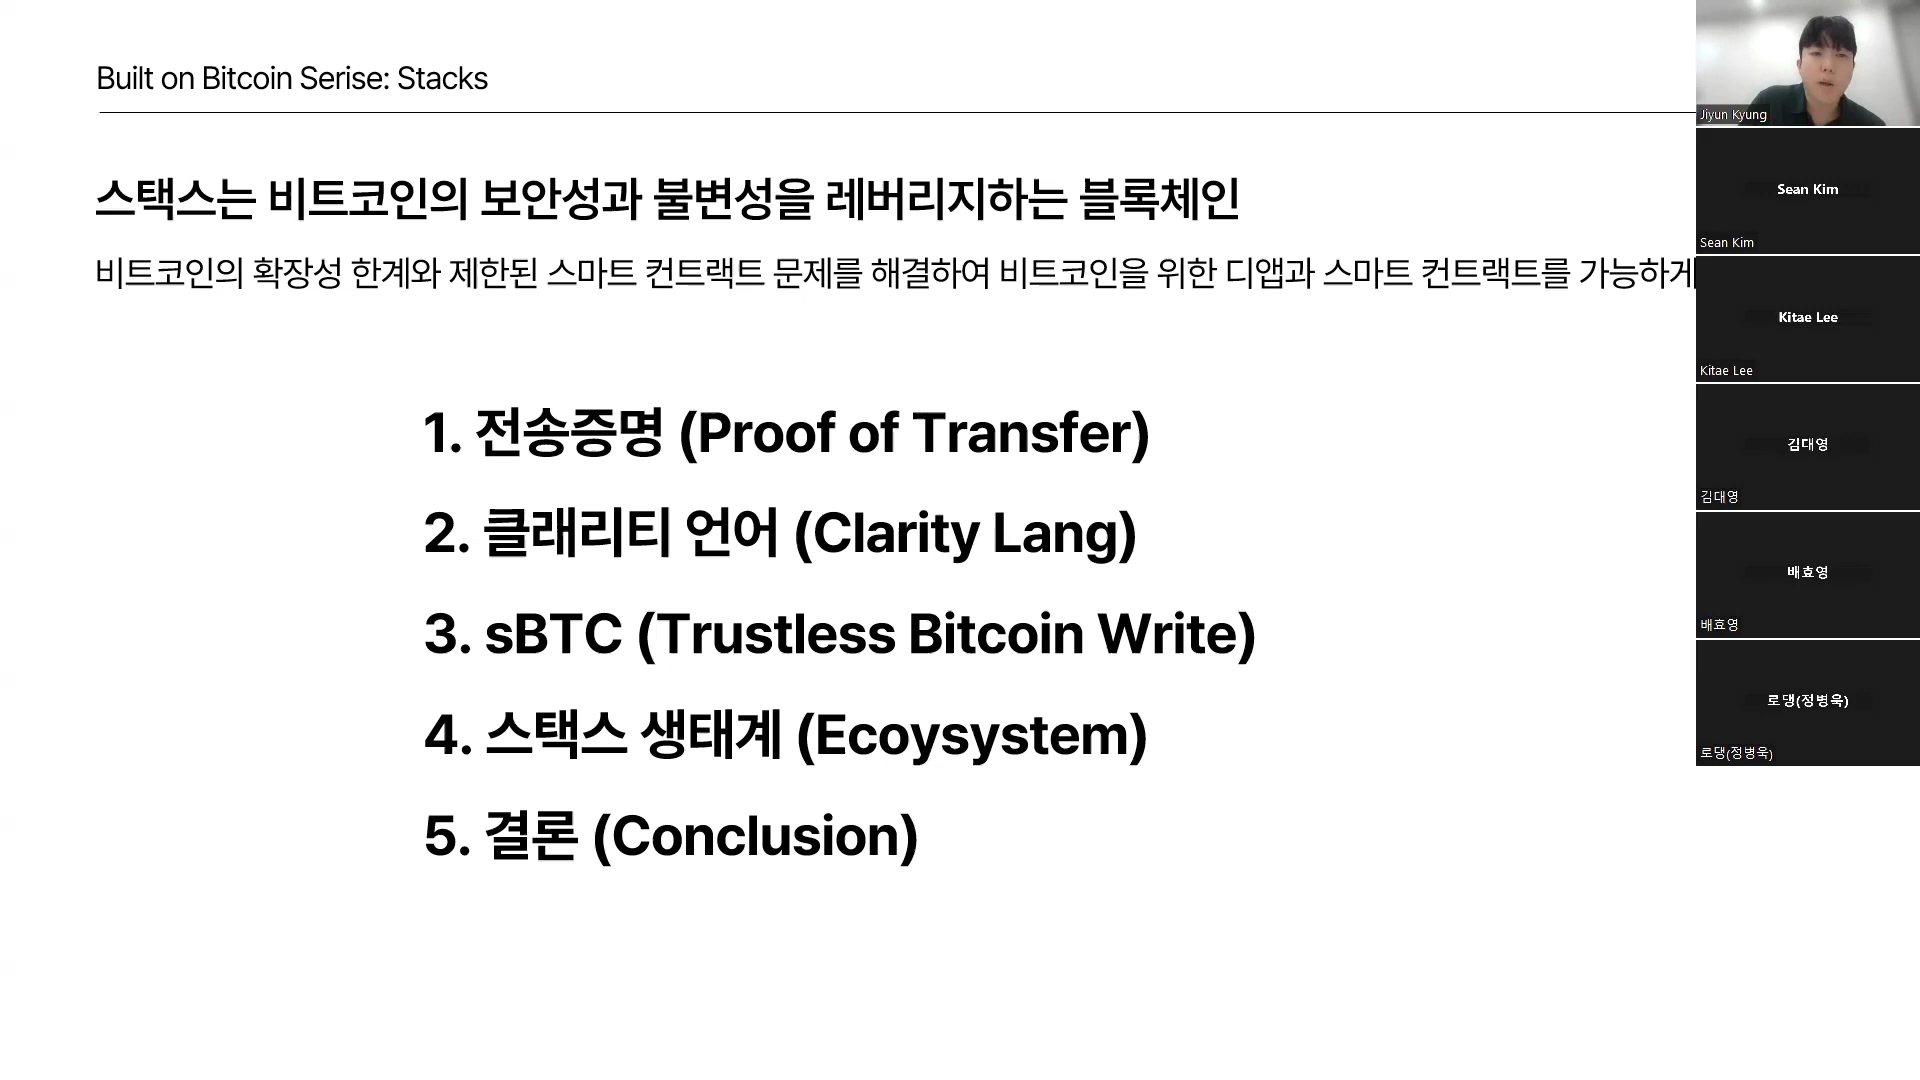 Built on Bitcoin Serise: Stacks
스택스는 비트코인의 보안성과 불변성을 레버리지하는 블록체인
비트코인의 확장성 한계와 제한된 스마트 컨트랙트 문제를 해결하여 비트코인을 위한 디앱과 스마트 컨트랙트를 가능하게
1. 전송증명 (Proof of Transfer)
2. 클래리티 언어 (Clarity Lang)
3. sBTC (Trustless Bitcoin Write)
4. 스택스 생태계 (Ecoysystem)
5. 결론 (Conclusion)
Jiyun Kyung
Sean Kim
Sean Kim
Kitae Lee
Kitae Lee
김대영
김대영
배효영
배효영
로댕(정병욱)
로댕(정병욱)